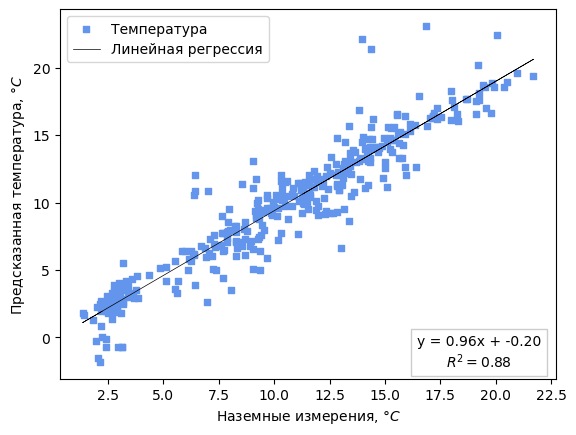 Температура
Линейная регрессия
Предсказанная температура, °C
20
15
10
5
0
y = 0.96x + -0.20
R² = 0.88
2.5 5.0 7.5 10.0 12.5 15.0 17.5 20.0 22.5
Наземные измерения, °C